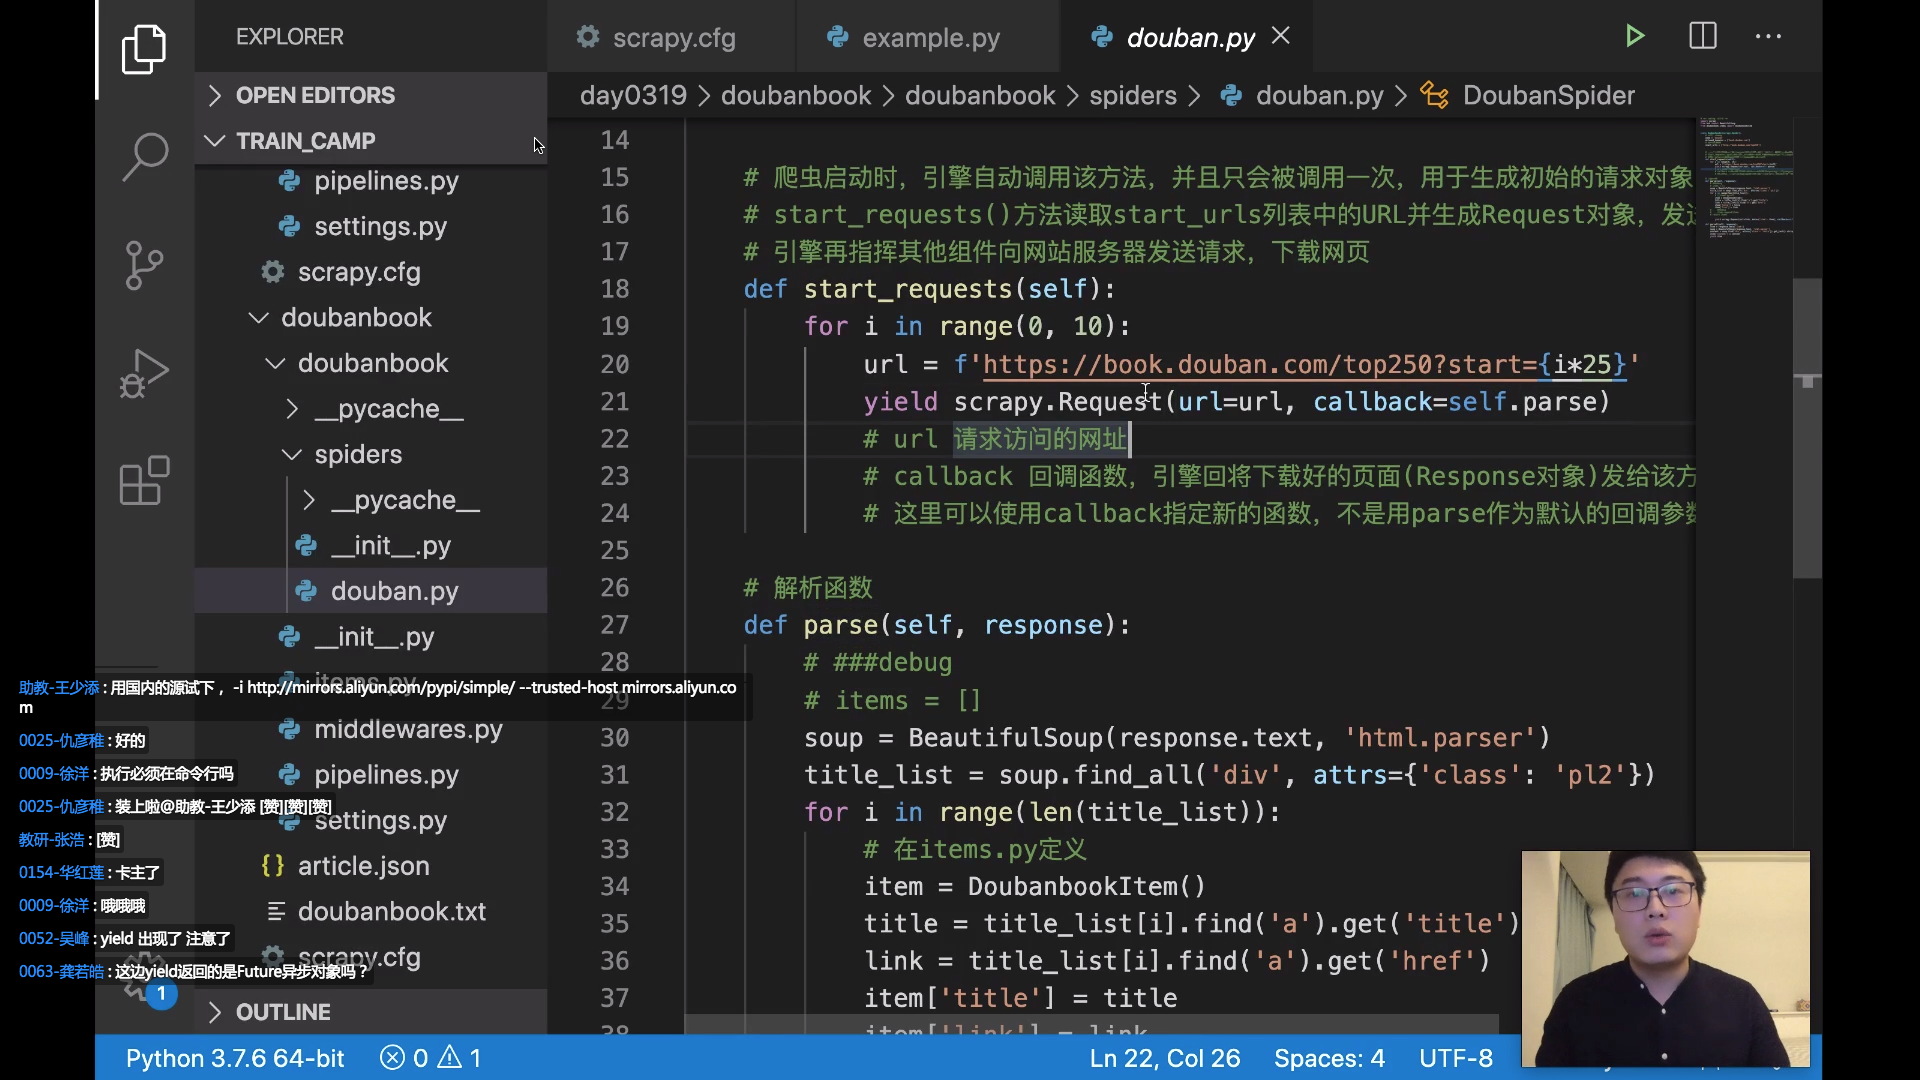 EXPLORER
OPEN EDITORS
TRAIN_CAMP
pipelines.py
settings.py
scrapy.cfg
doubanbook
doubanbook
__pycache__
spiders
__pycache__
__init__.py
douban.py
__init__.py
items.py
middlewares.py
pipelines.py
settings.py
article.json
doubanbook.txt
scrapy.cfg
OUTLINE
助教-王少添 : 用国内的源试下， -i http://mirrors.aliyun.com/pypi/simple/ --trusted-host mirrors.aliyun.co
m
0025-仇彦稚 : 好的
0009-徐洋 : 执行必须在命令行吗
0025-仇彦稚 : 装上啦@助教-王少添 [赞][赞][赞]
教研-张浩 : [赞]
0154-华红莲 : 卡主了
0009-徐洋 : 哦哦哦
0052-吴峰 : yield 出现了 注意了
0063-龚若皓 : 这边yield返回的是Future异步对象吗？
1
scrapy.cfg
example.py
douban.py
day0319 > doubanbook > doubanbook > spiders > douban.py > DoubanSpider
14
15 # 爬虫启动时，引擎自动调用该方法，并且只会被调用一次，用于生成初始的请求对象
16 # start_requests()方法读取start_urls列表中的URL并生成Request对象，发送
17 # 引擎再指挥其他组件向网站服务器发送请求，下载网页
18 def start_requests(self):
19 for i in range(0, 10):
20 url = f'https://book.douban.com/top250?start={i*25}'
21 yield scrapy.Request(url=url, callback=self.parse)
22 # url 请求访问的网址
23 # callback 回调函数，引擎回将下载好的页面(Response对象)发给该方
24 # 这里可以使用callback指定新的函数，不是用parse作为默认的回调参数
25
26 # 解析函数
27 def parse(self, response):
28 # ###debug
29 # items = []
30 soup = BeautifulSoup(response.text, 'html.parser')
31 title_list = soup.find_all('div', attrs={'class': 'pl2'})
32 for i in range(len(title_list)):
33 # 在items.py定义
34 item = DoubanbookItem()
35 title = title_list[i].find('a').get('title')
36 link = title_list[i].find('a').get('href')
37 item['title'] = title
38 item['link'] = link
Python 3.7.6 64-bit
0
1
Ln 22, Col 26
Spaces: 4
UTF-8